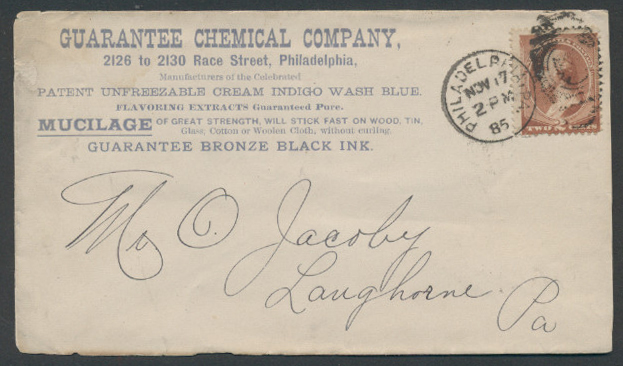 GUARANTEE CHEMICAL COMPANY,
2126 to 2130 Race Street, Philadelphia,
Manufacturers of the Celebrated
PATENT UNFREEZABLE CREAM INDIGO WASH BLUE.
FLAVORING EXTRACTS Guaranteed Pure.
MUCILAGE OF GREAT STRENGTH, WILL STICK FAST ON WOOD, TIN,
Glass, Cotton or Woolen Cloth, without curling.
GUARANTEE BRONZE BLACK INK.
PHILADELPHIA
NOV 17
2 PM
85
TWO
O. Jacoby
Langhorne
Pa